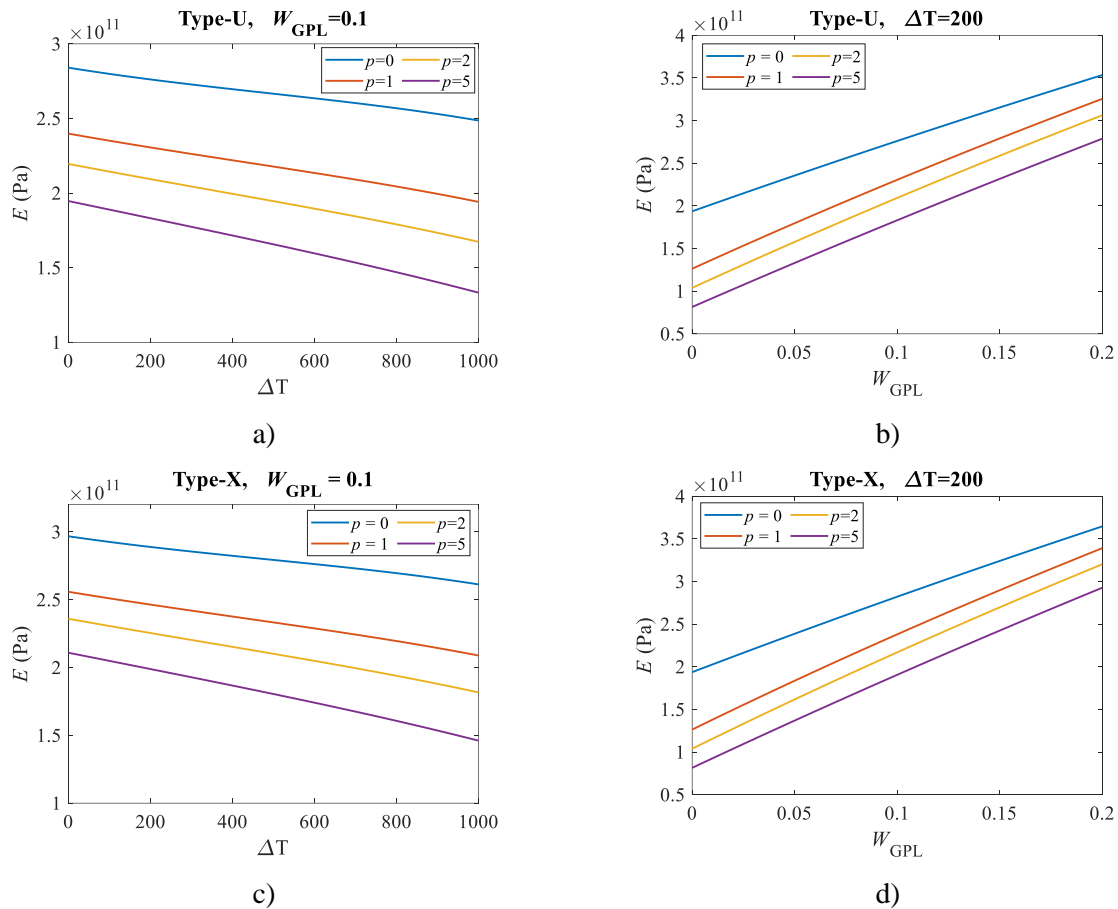 Type-U, W_GPL=0.1
×10^11
3
2.5
2
1.5
1
E (Pa)
p=0 p=2
p=1 p=5
0 200 400 600 800 1000
ΔT
a)
Type-U, ΔT=200
×10^11
4
3.5
3
2.5
2
1.5
1
0.5
E (Pa)
p = 0 p=2
p = 1 p=5
0 0.05 0.1 0.15 0.2
W_GPL
b)
Type-X, W_GPL = 0.1
×10^11
3
2.5
2
1.5
1
E (Pa)
p = 0 p=2
p = 1 p=5
0 200 400 600 800 1000
ΔT
c)
Type-X, ΔT=200
×10^11
4
3.5
3
2.5
2
1.5
1
0.5
E (Pa)
p = 0 p=2
p = 1 p=5
0 0.05 0.1 0.15 0.2
W_GPL
d)